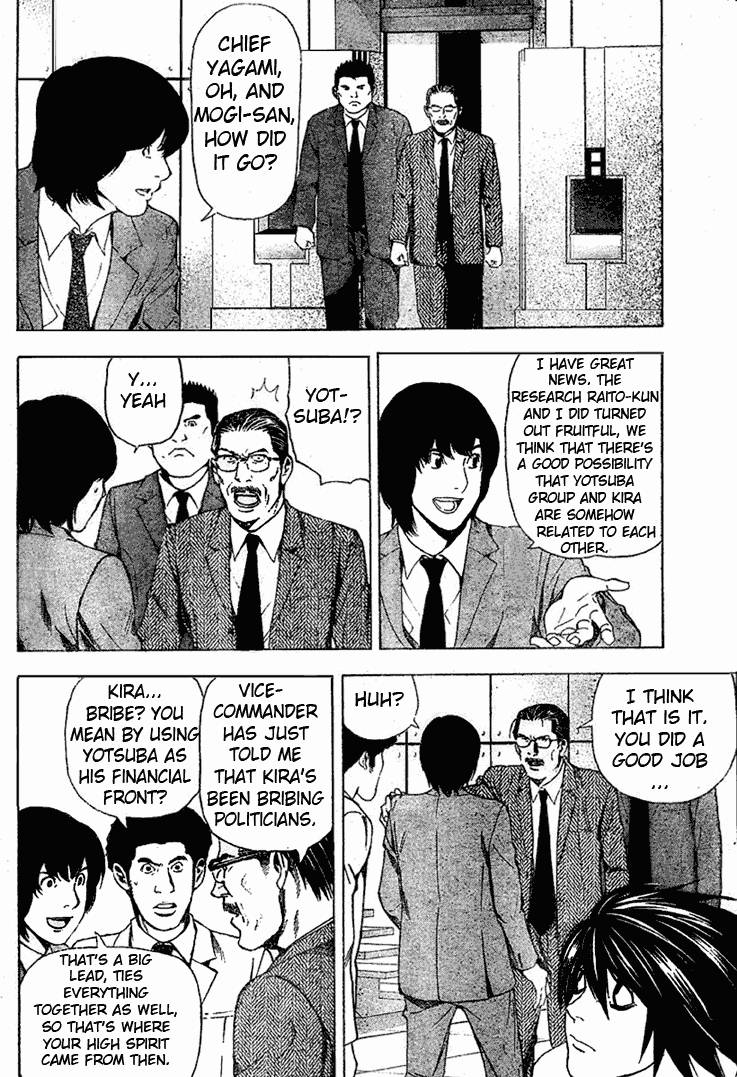 CHIEF
YAGAMI,
OH, AND
MOGI-SAN,
HOW DID
IT GO?
I HAVE GREAT
NEWS. THE
RESEARCH RAITO-KUN
AND I DID TURNED
OUT FRUITFUL, WE
THINK THAT THERE'S
A GOOD POSSIBILITY
THAT YOTSUBA
GROUP AND KIRA
ARE SOMEHOW
RELATED TO EACH
OTHER.
YOT-
SUBA!?
Y...
YEAH
I THINK
THAT IS IT.
YOU DID A
GOOD JOB
...
HUH?
VICE-
COMMANDER
HAS JUST
TOLD ME
THAT KIRA'S
BEEN BRIBING
POLITICIANS.
KIRA...
BRIBE? YOU
MEAN BY USING
YOTSUBA AS
HIS FINANCIAL
FRONT?
THAT'S A BIG
LEAD, TIES
EVERYTHING
TOGETHER AS WELL,
SO THAT'S WHERE
YOUR HIGH SPIRIT
CAME FROM THEN.